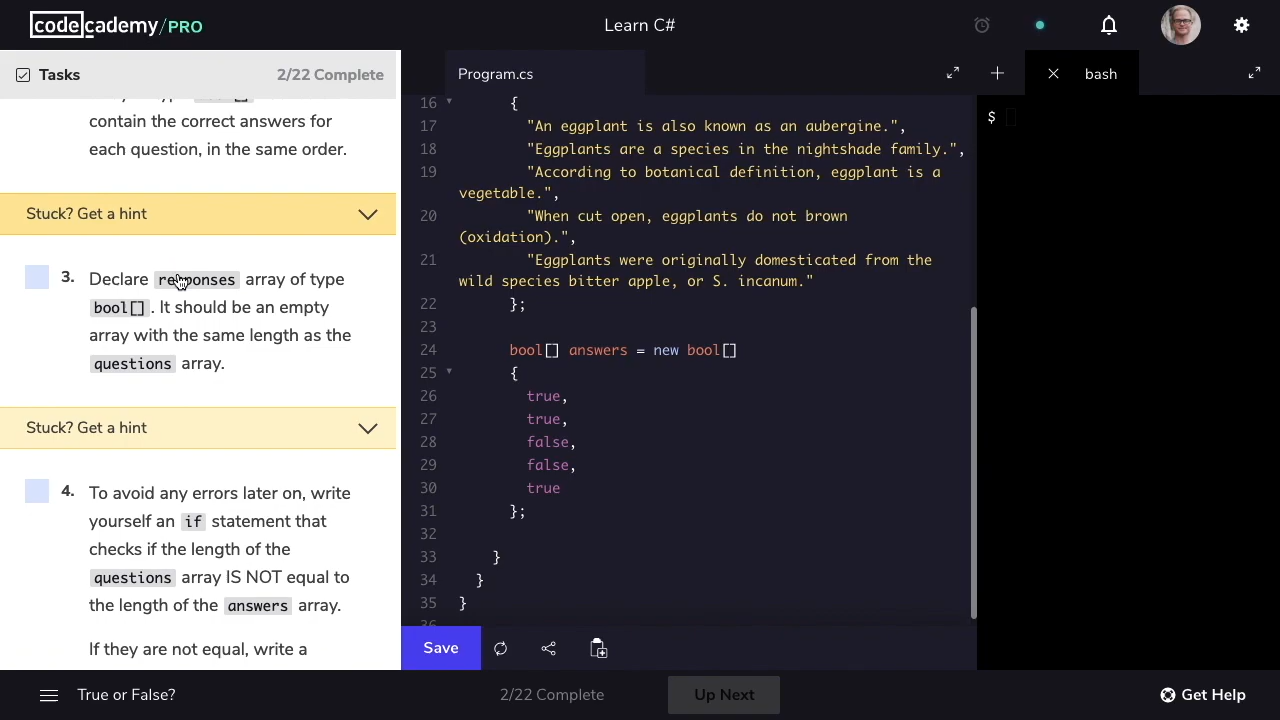 codecademy/PRO
Learn C#
Tasks
2/22 Complete
contain the correct answers for
each question, in the same order.
Stuck? Get a hint
3. Declare responses array of type
bool[]. It should be an empty
array with the same length as the
questions array.
Stuck? Get a hint
4. To avoid any errors later on, write
yourself an if statement that
checks if the length of the
questions array IS NOT equal to
the length of the answers array.
If they are not equal, write a
Program.cs
16 {
17 "An eggplant is also known as an aubergine.",
18 "Eggplants are a species in the nightshade family.",
19 "According to botanical definition, eggplant is a
vegetable.",
20 "When cut open, eggplants do not brown
(oxidation).",
21 "Eggplants were originally domesticated from the
wild species bitter apple, or S. incanum."
22 };
23
24 bool[] answers = new bool[]
25 {
26 true,
27 true,
28 false,
29 false,
30 true
31 };
32
33 }
34 }
35 }
36
Save
bash
$
True or False?
2/22 Complete
Up Next
Get Help